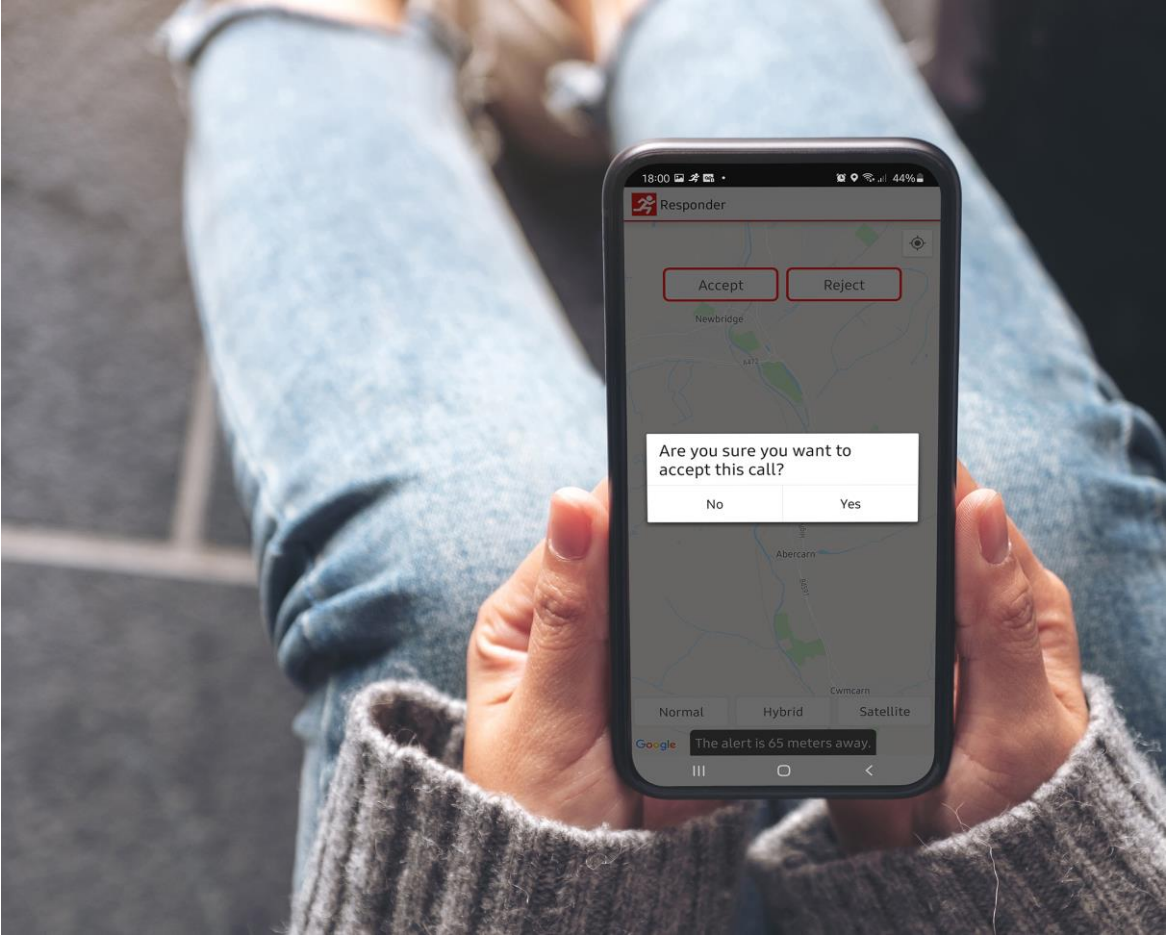 18:00
44%
Responder
Accept
Reject
Newbridge
A472
Are you sure you want to
accept this call?
No
Yes
Abercarn
Cwmcarn
Normal
Hybrid
Satellite
Google
The alert is 65 meters away.